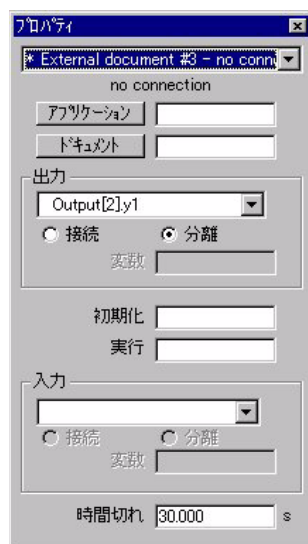 プロパティ
* External document #3 - no conn
no connection
アプリケーション
ドキュメント
出力
Output[2].y1
接続 分離
変数
初期化
実行
入力
接続 分離
変数
時間切れ 30.000 s